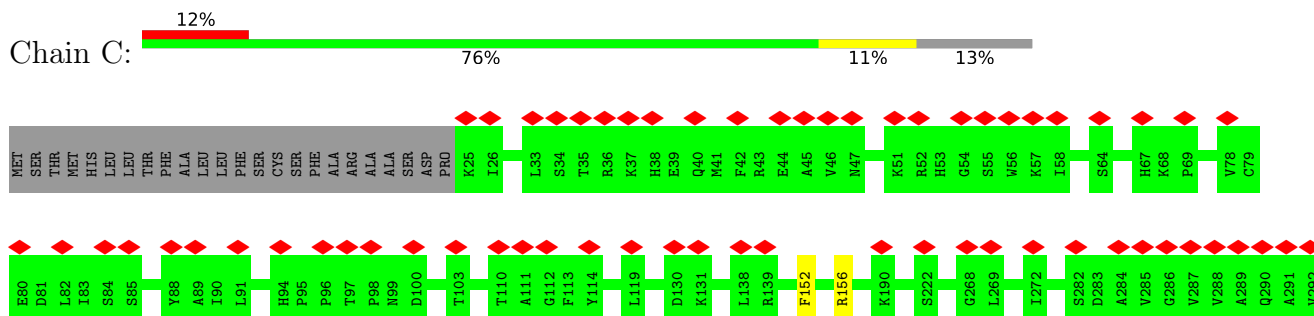 12%
Chain C:
76% 11% 13%
MET SER THR MET HIS LEU LEU THR PHE ALA LEU LEU PHE SER CYS SER PHE ALA ARG ALA ALA SER ASP PRO K25 I26 L33 S34 T35 R36 K37 H38 E39 Q40 M41 F42 R43 E44 A45 V46 N47 K51 R52 H53 G54 S55 W56 K57 I58 S64 H67 K68 P69 V78 C79
E80 D81 L82 I83 S84 S85 Y88 A89 I90 L91 H94 P95 P96 T97 P98 N99 D100 T103 T110 A111 G112 F113 Y114 L119 D130 K131 L138 R139 F152 R156 K190 S222 G268 L269 I272 S282 D283 A284 V285 G286 V287 V288 A289 Q290 A291